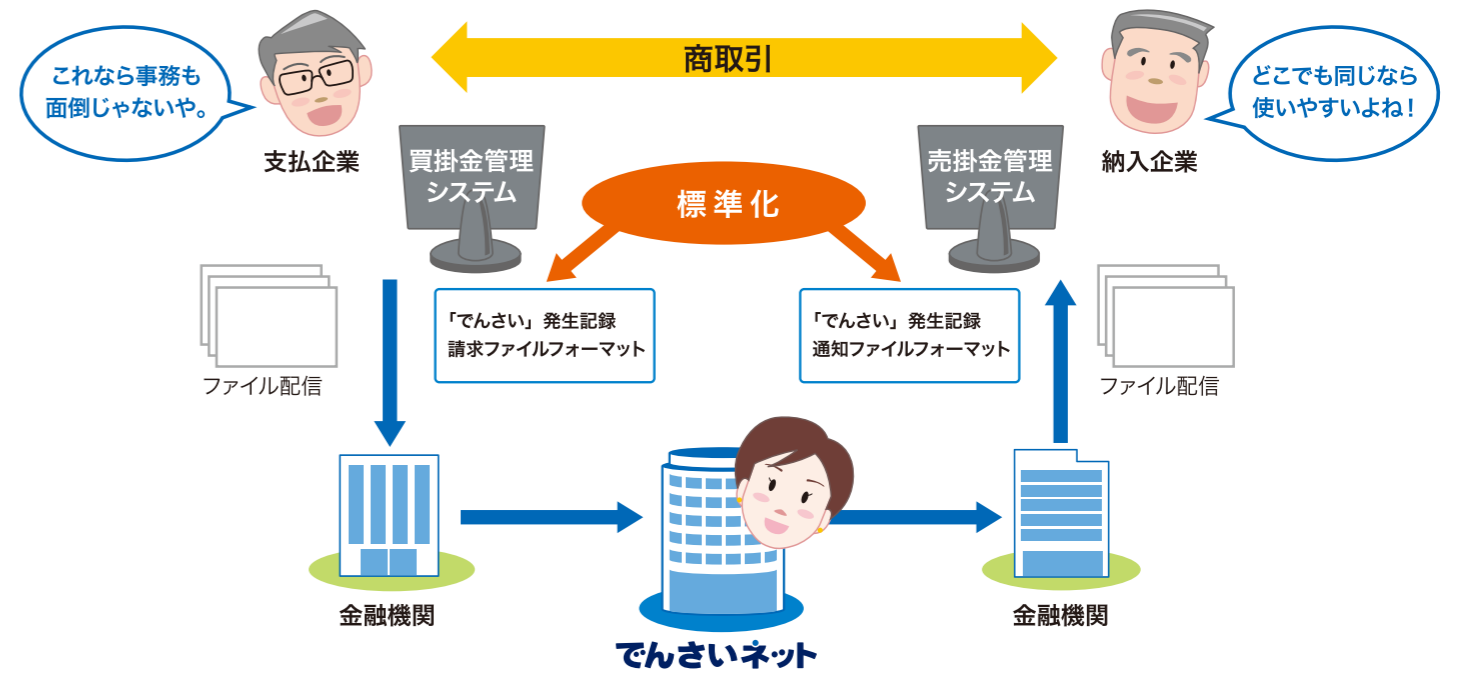 商取引
これなら事務も
面倒じゃないや。
どこでも同じなら
使いやすいよね！
支払企業
買掛金管理
システム
標準化
売掛金管理
システム
納入企業
「でんさい」発生記録
請求ファイルフォーマット
「でんさい」発生記録
通知ファイルフォーマット
ファイル配信
ファイル配信
金融機関
でんさいネット
金融機関